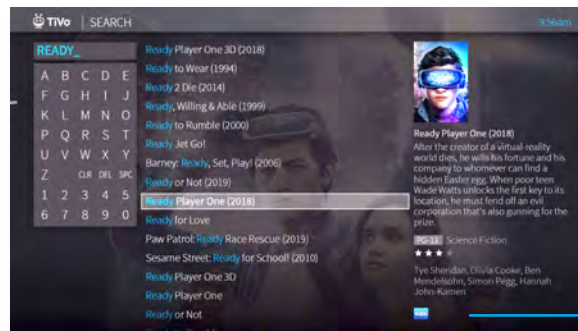 TiVo SEARCH
9:56am
READY_
A B C D E
F G H I J
K L M N O
P Q R S T
U V W X Y
Z CLR DEL SPC
1 2 3 4 5
6 7 8 9 0
Ready Player One 3D (2018)
Ready to Wear (1994)
Ready 2 Die (2014)
Ready, Willing & Able (1999)
Ready to Rumble (2000)
Ready Jet Go!
Barney: Ready, Set, Play! (2006)
Ready or Not (2019)
Ready Player One (2018)
Ready for Love
Paw Patrol: Ready Race Rescue (2019)
Sesame Street: Ready for School! (2010)
Ready Player One 3D
Ready Player One
Ready or Not
Ready Player One (2018)
After the creator of a virtual-reality
world dies, he wills his fortune and his
company to whomever can find a
hidden Easter egg. When poor teen
Wade Watts unlocks the first key to its
location, he must fend off an evil
corporation that's also gunning for the
prize.
PG-13 Science Fiction
Tye Sheridan, Olivia Cooke, Ben
Mendelsohn, Simon Pegg, Hannah
John-Kamen